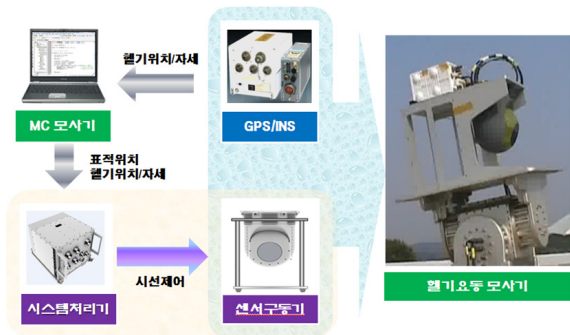 헬기위치/자세
MC 모사기
GPS/INS
표적위치
헬기위치/자세
시선제어
시스템처리기
센서구동기
헬기요동 모사기